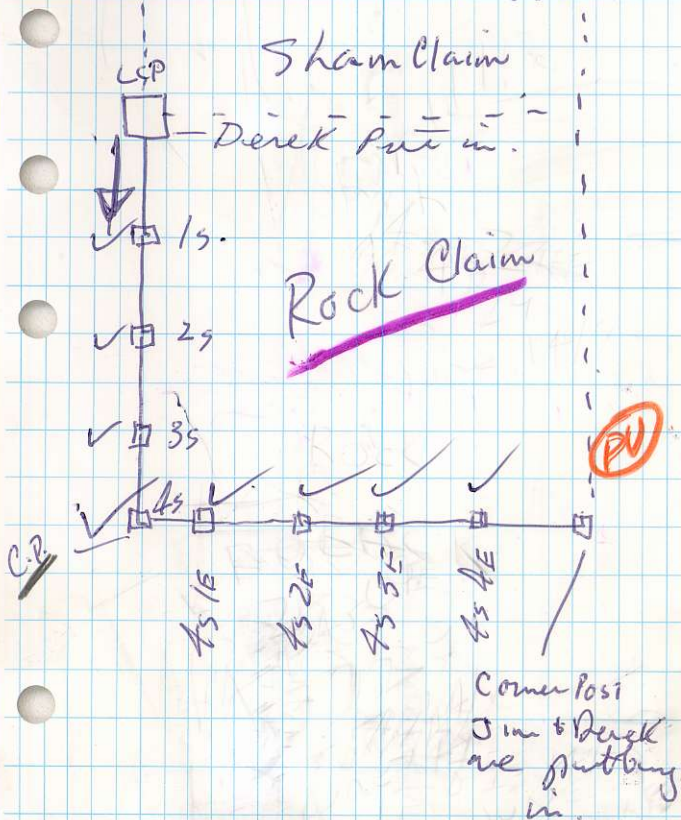 Sham Claim
LCP
Derek Put in.
1s.
Rock Claim
2s
3s
PU
4s
C.P.
4s 1E
4s 2E
4s 3E
4s 4E
Corner Post
Jim & Derek
are putting
in.